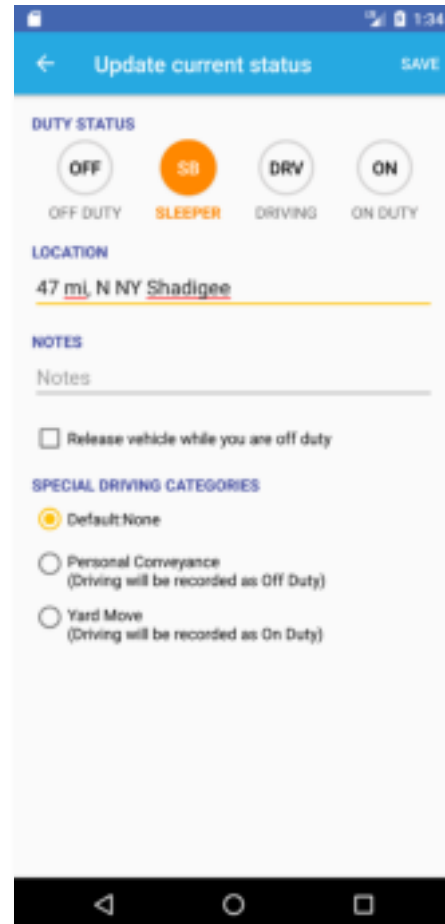 1:34
Update current status SAVE
DUTY STATUS
OFF SB DRV ON
OFF DUTY SLEEPER DRIVING ON DUTY
LOCATION
47 mi, N NY Shadigee
NOTES
Notes
Release vehicle while you are off duty
SPECIAL DRIVING CATEGORIES
Default:None
Personal Conveyance
(Driving will be recorded as Off Duty)
Yard Move
(Driving will be recorded as On Duty)